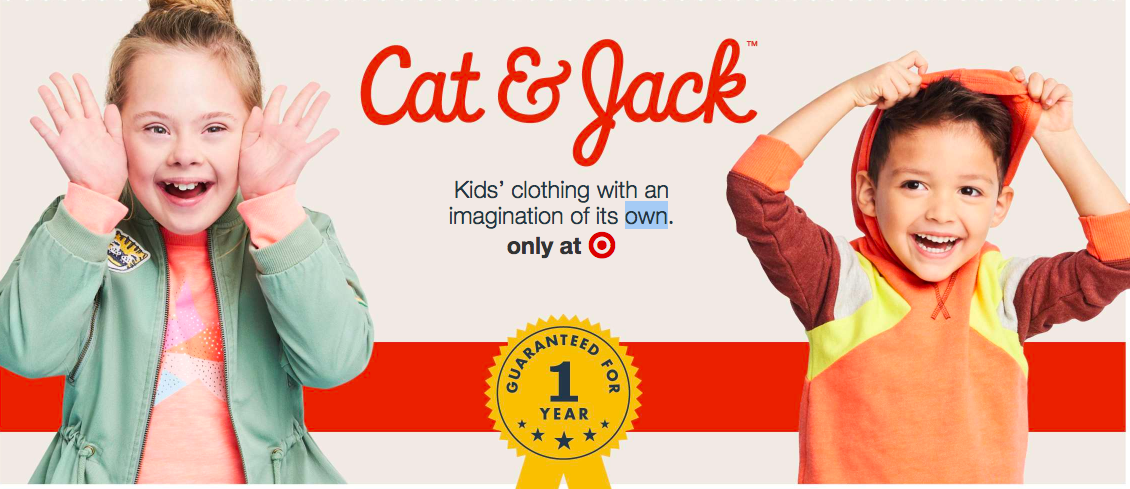 Cat & Jack™
Kids’ clothing with an
imagination of its own.
only at
GUARANTEED FOR
1
YEAR